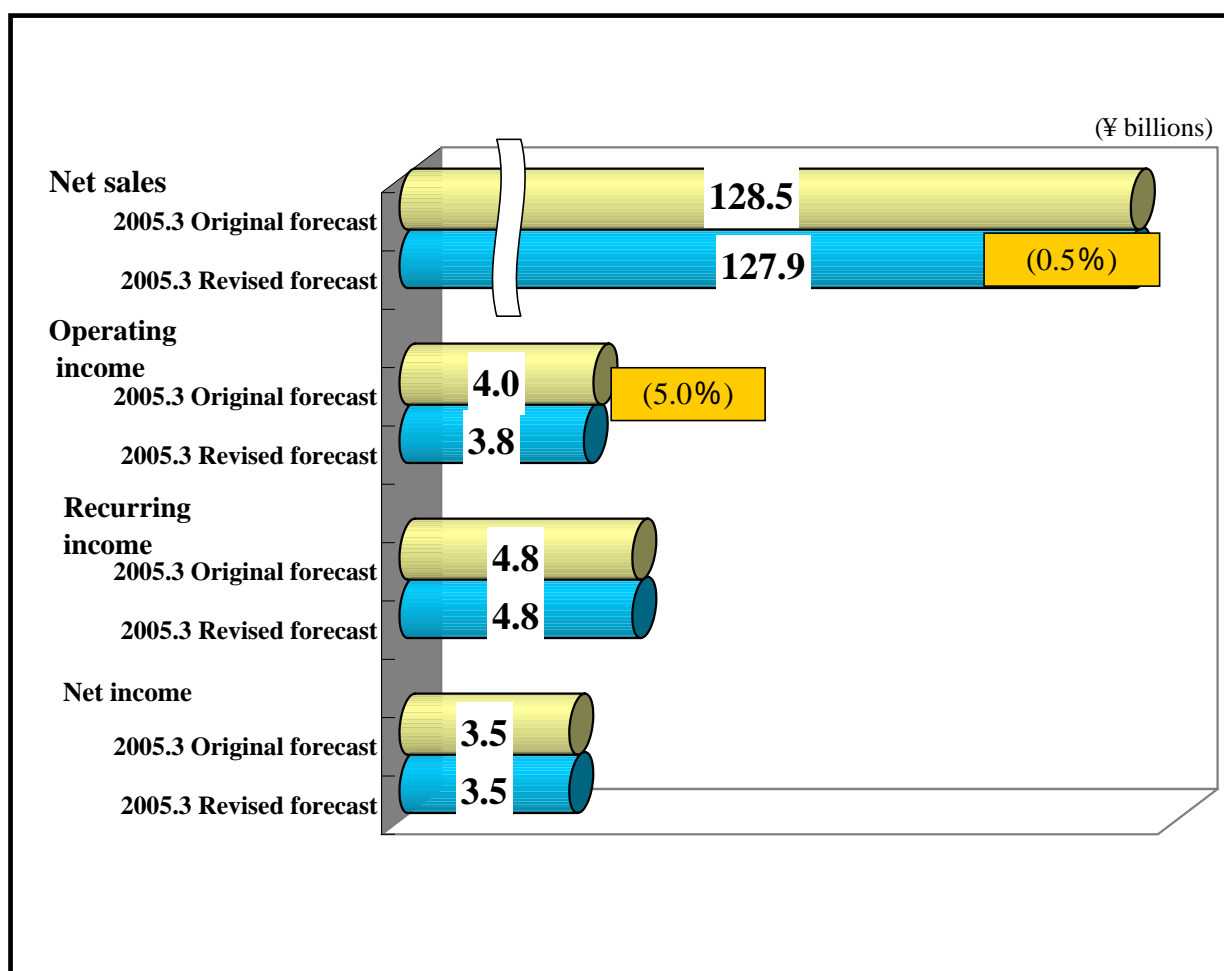 (¥ billions)
Net sales
2005.3 Original forecast
128.5
2005.3 Revised forecast
127.9
(0.5%)
Operating
income
2005.3 Original forecast
4.0
(5.0%)
2005.3 Revised forecast
3.8
Recurring
income
2005.3 Original forecast
4.8
2005.3 Revised forecast
4.8
Net income
2005.3 Original forecast
3.5
2005.3 Revised forecast
3.5